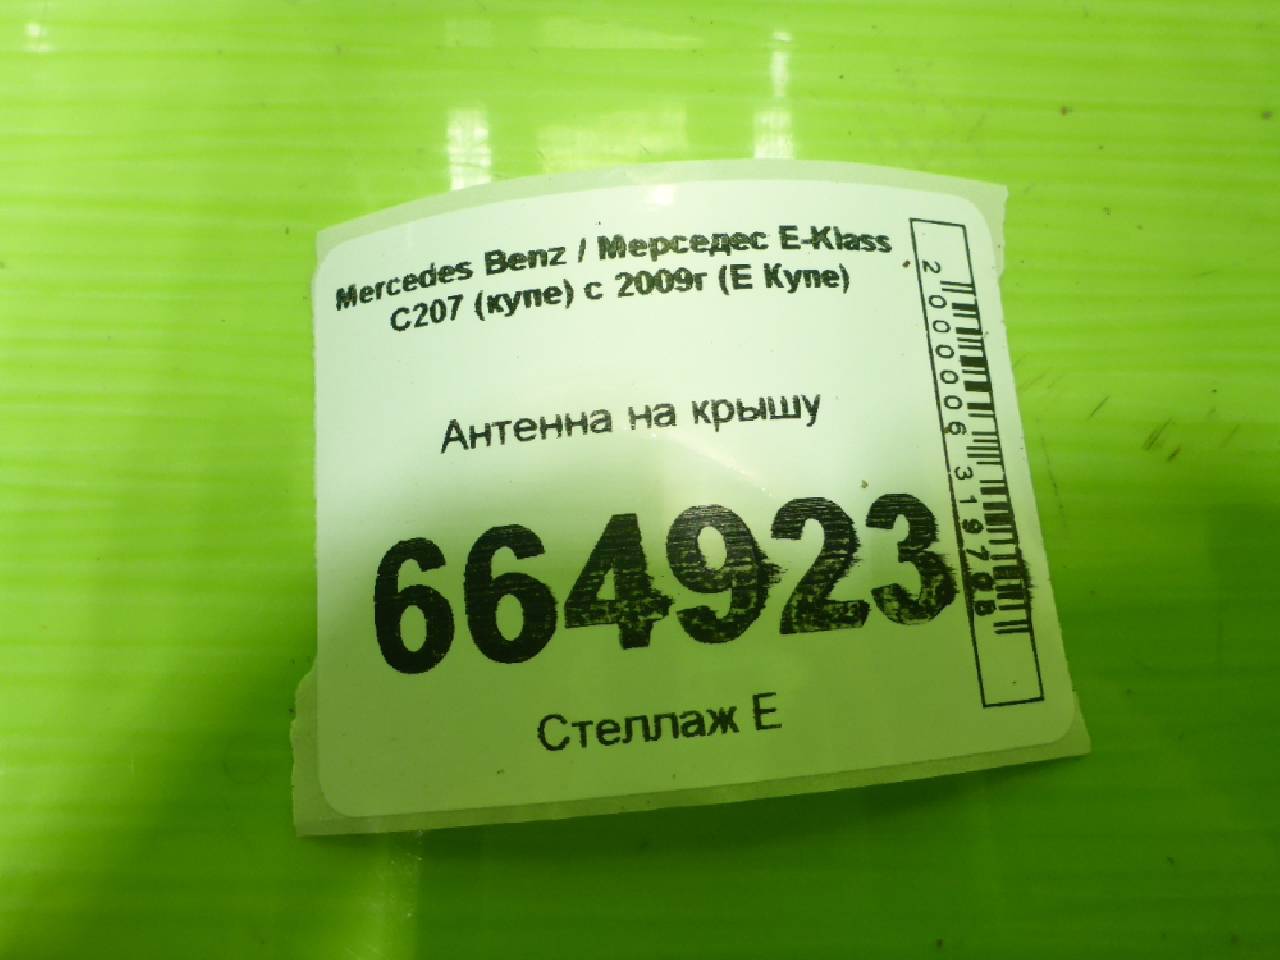 Mercedes Benz / Мерседес E-Klass
C207 (купе) с 2009г (Е Купе)
Антенна на крышу
664923
Стеллаж Е